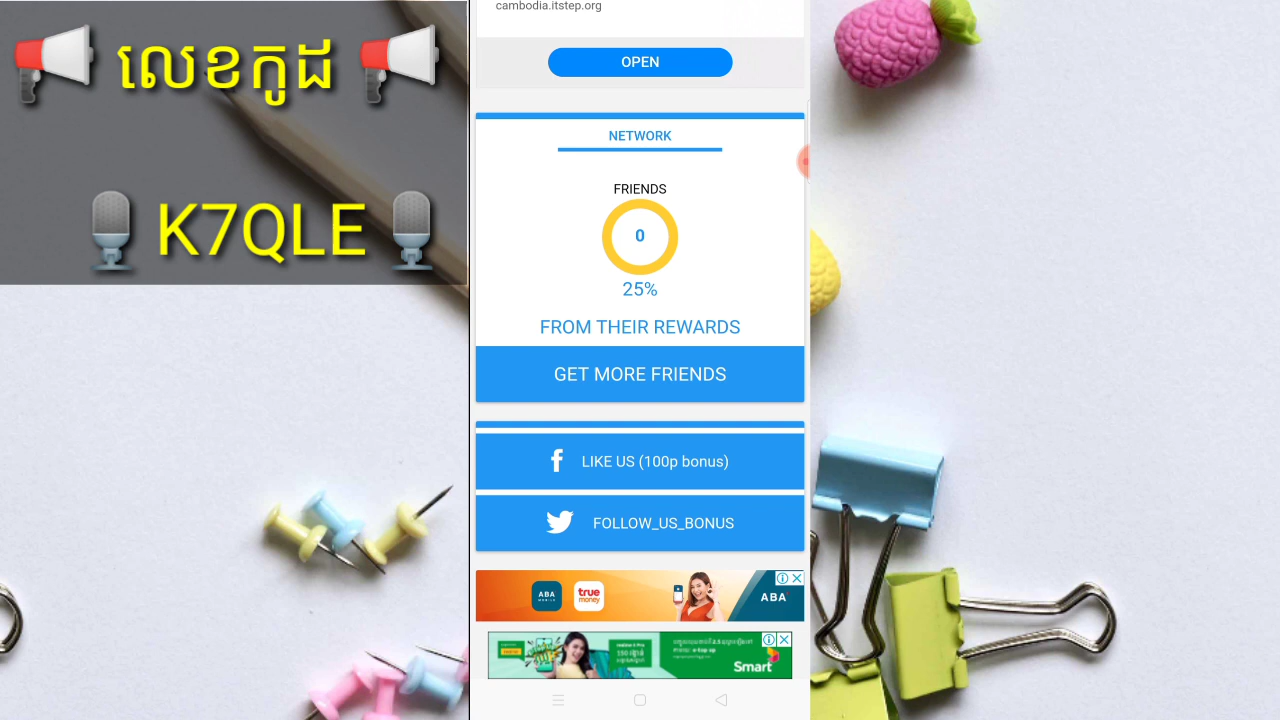 លេខកូដ
K7QLE
cambodia.itstep.org
OPEN
NETWORK
FRIENDS
0
25%
FROM THEIR REWARDS
GET MORE FRIENDS
f LIKE US (100p bonus)
FOLLOW_US_BONUS
ABA MOBILE
true money
ABA
Smart